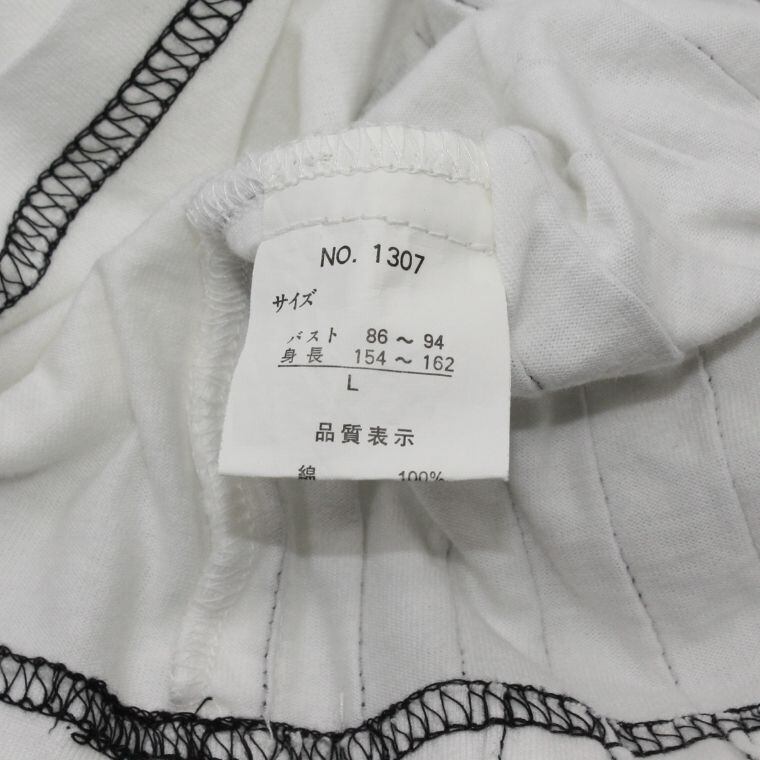 NO. 1307
サイズ
バスト 86～94
身長 154～162
L
品質表示
綿 100%